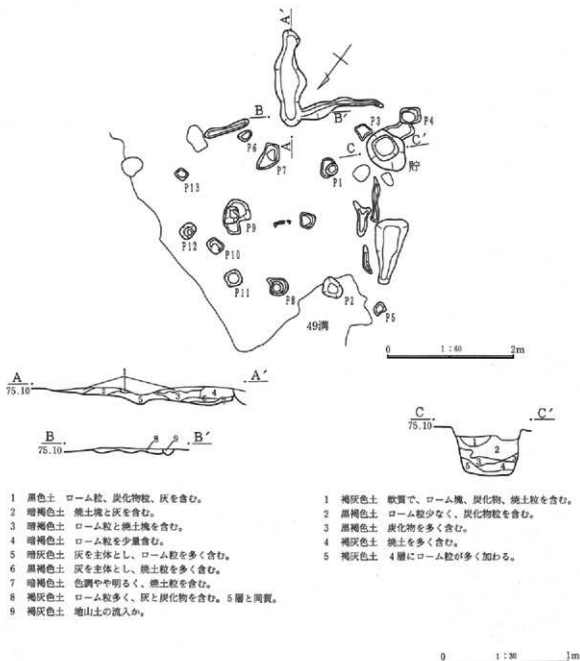 A′
B
B′
A
P3
P4
C
C′
貯
P6
P7
P1
P13
P9
P12
P10
P11
P8
P2
P5
49溝
0 1:60 2m
A
75.10
1
A′
4
3
5
6
7
B
75.10
8 9
B′
C
75.10
C′
1
2
3
5 4
1 黒色土 ローム粒、炭化物粒、灰を含む。
2 暗褐色土 焼土塊と灰を含む。
3 暗褐色土 ローム粒と焼土塊を含む。
4 暗褐色土 ローム粒を少量含む。
5 暗灰色土 灰を主体とし、ローム粒を多く含む。
6 黒褐色土 灰を主体とし、焼土粒を多く含む。
7 暗褐色土 色調やや明るく、焼土粒を含む。
8 褐灰色土 ローム粒多く、灰と炭化物を含む。5層と同質。
9 褐灰色土 地山土の流入か。
1 褐灰色土 軟質で、ローム塊、炭化物、焼土粒を含む。
2 黒褐色土 ローム粒少なく、炭化物粒を含む。
3 黒褐色土 炭化物を多く含む。
4 褐灰色土 焼土を多く含む。
5 褐灰色土 4層にローム粒が多く加わる。
0 1:30 1m